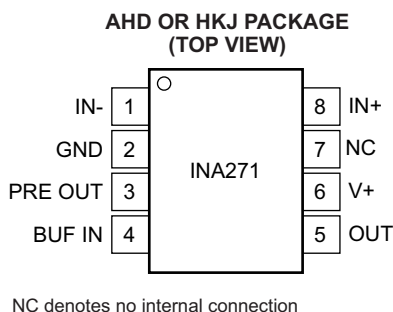 AHD OR HKJ PACKAGE
(TOP VIEW)
IN- 1 8 IN+
GND 2 7 NC
INA271
PRE OUT 3 6 V+
BUF IN 4 5 OUT
NC denotes no internal connection